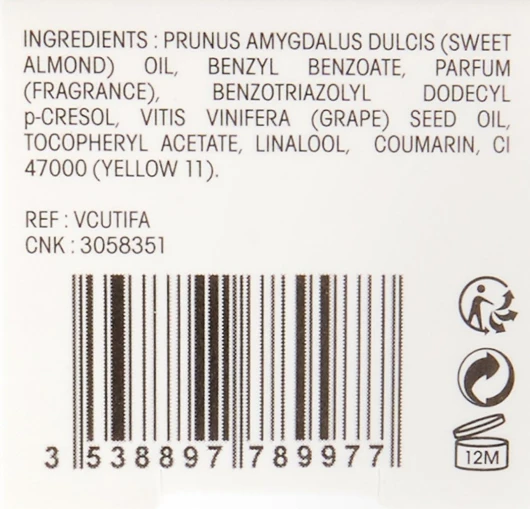 INGREDIENTS : PRUNUS AMYGDALUS DULCIS (SWEET
ALMOND) OIL, BENZYL BENZOATE, PARFUM
(FRAGRANCE), BENZOTRIAZOLYL DODECYL
p-CRESOL, VITIS VINIFERA (GRAPE) SEED OIL,
TOCOPHERYL ACETATE, LINALOOL, COUMARIN, CI
47000 (YELLOW 11).
REF : VCUTIFA
CNK : 3058351
3 538897 789977
12M